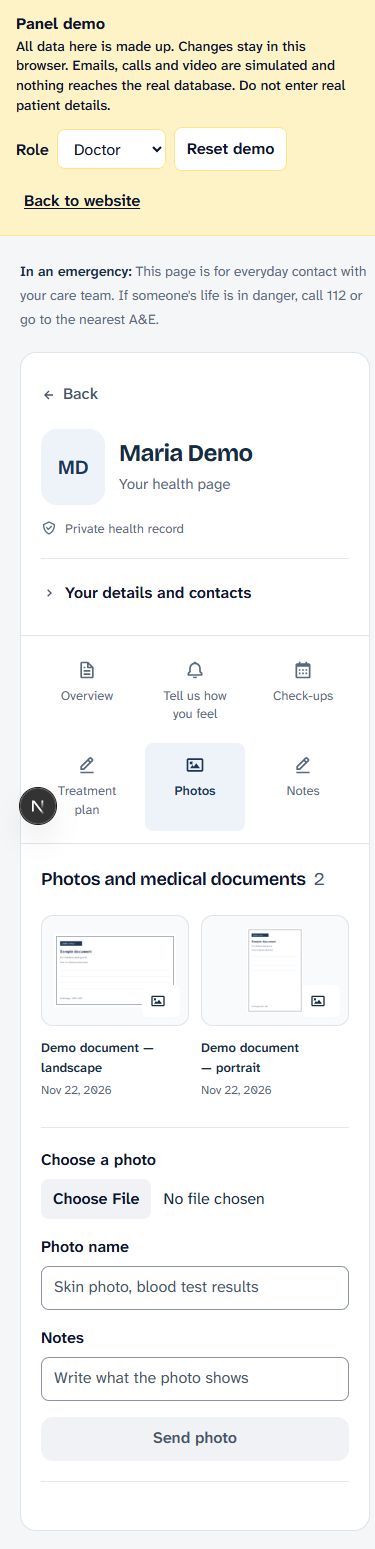 Panel demo
All data here is made up. Changes stay in this
browser. Emails, calls and video are simulated and
nothing reaches the real database. Do not enter real
patient details.
Role
Doctor
Reset demo
Back to website
In an emergency: This page is for everyday contact with
your care team. If someone's life is in danger, call 112 or
go to the nearest A&E.
Back
MD
Maria Demo
Your health page
Private health record
Your details and contacts
Overview
Tell us how
you feel
Check-ups
Treatment
plan
Photos
Notes
N
Photos and medical documents 2
Sample document
Sample document
Demo document —
landscape
Nov 22, 2026
Demo document
— portrait
Nov 22, 2026
Choose a photo
Choose File
No file chosen
Photo name
Skin photo, blood test results
Notes
Write what the photo shows
Send photo